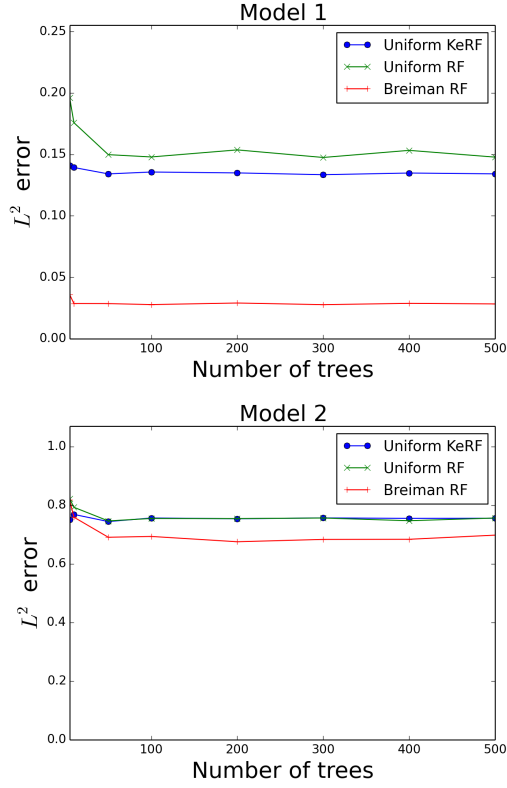 Model 1
0.25
0.20
0.15
0.10
0.05
0.00
L² error
Uniform KeRF
Uniform RF
Breiman RF
100 200 300 400 500
Number of trees
Model 2
1.0
0.8
0.6
0.4
0.2
0.0
L² error
Uniform KeRF
Uniform RF
Breiman RF
100 200 300 400 500
Number of trees